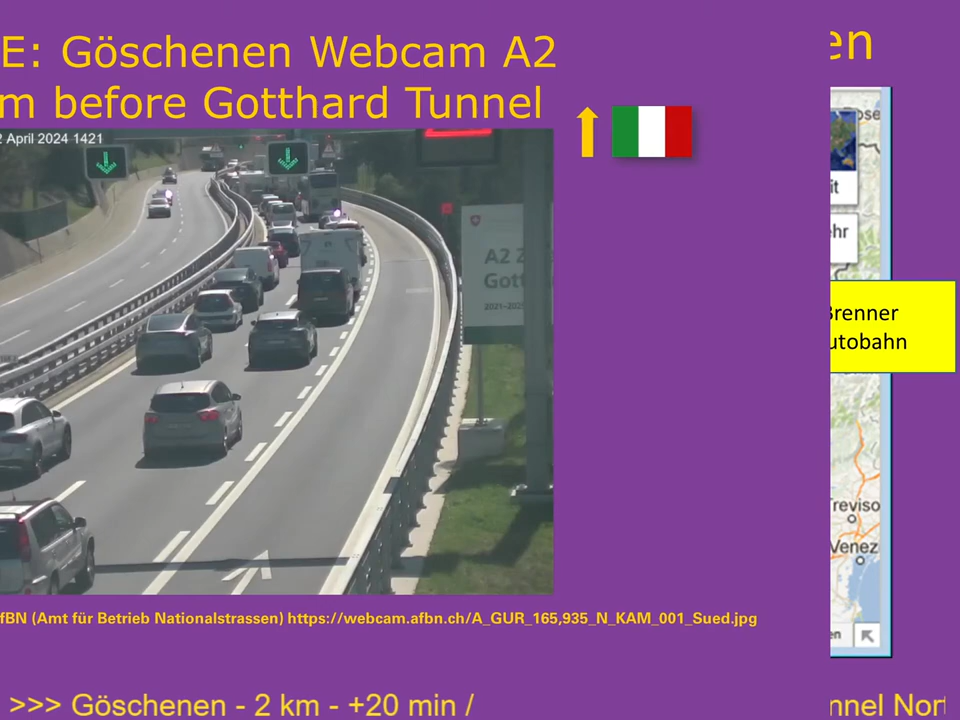 E: Göschenen Webcam A2
m before Gotthard Tunnel
en
2 April 2024 1421
A2 Z
Gott
Brenner
utobahn
Treviso
Venez
fBN (Amt für Betrieb Nationalstrassen) https://webcam.afbn.ch/A_GUR_165,935_N_KAM_001_Sued.jpg
en
>>> Göschenen - 2 km - +20 min /
nnel Nor